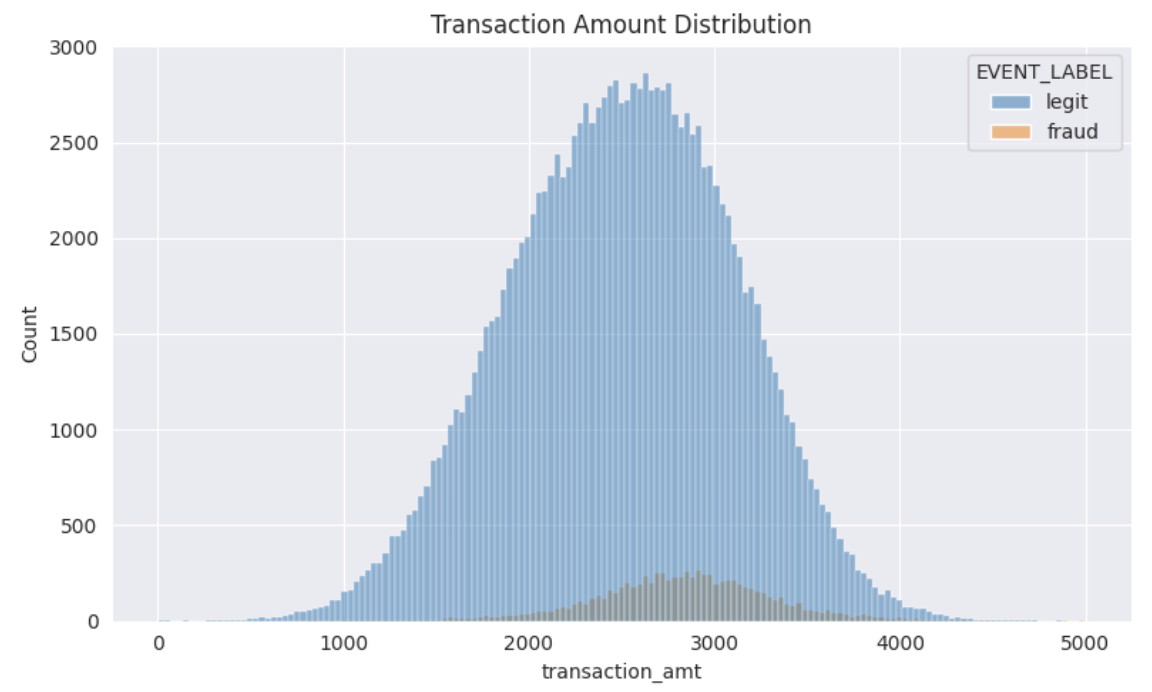 Transaction Amount Distribution
EVENT_LABEL
legit
fraud
3000
2500
2000
1500
1000
500
0
Count
0 1000 2000 3000 4000 5000
transaction_amt